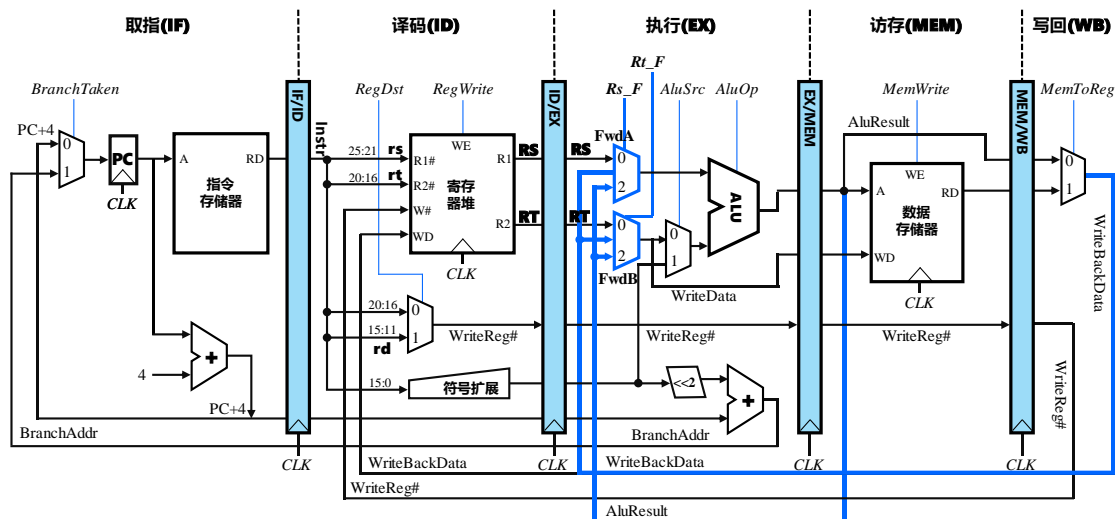 取指(IF)
译码(ID)
执行(EX)
访存(MEM)
写回(WB)
Rt_F
BranchTaken
RegDst
RegWrite
Rs_F
AluSrc
AluOp
MemWrite
MemToReg
IF/ID
ID/EX
EX/MEM
MEM/WB
PC+4
0
1
PC
CLK
A
RD
指令
存储器
Instr
25:21
rs
20:16
rt
WE
R1#
R2#
W#
WD
R1
R2
寄存
器堆
CLK
RS
RT
RS
RT
FwdA
0
2
0
2
FwdB
0
1
ALU
AluResult
WE
A
RD
数据
存储器
WD
CLK
0
1
WriteBackData
WriteData
20:16
0
15:11
1
rd
WriteReg#
WriteReg#
WriteReg#
WriteReg#
4
+
15:0
符号扩展
<<2
+
PC+4
BranchAddr
BranchAddr
CLK
CLK
CLK
CLK
WriteBackData
WriteBackData
WriteReg#
AluResult